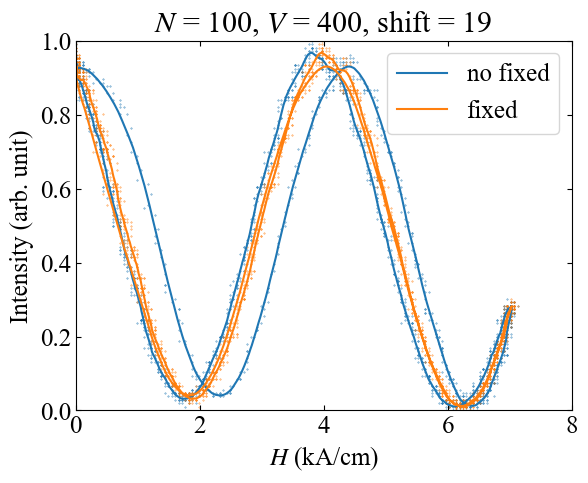 N = 100, V = 400, shift = 19
Intensity (arb. unit)
1.0
0.8
0.6
0.4
0.2
0.0
no fixed
fixed
0 2 4 6 8
H (kA/cm)